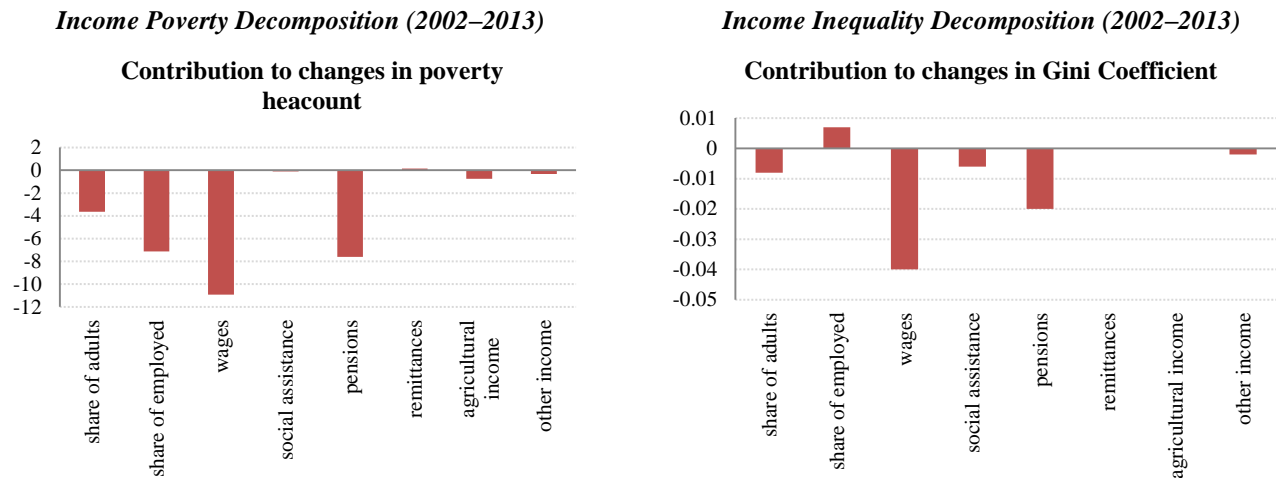 Income Poverty Decomposition (2002–2013)
Contribution to changes in poverty
heacount
2
0
-2
-4
-6
-8
-10
-12
share of adults
share of employed
wages
social assistance
pensions
remittances
agricultural
income
other income
Income Inequality Decomposition (2002–2013)
Contribution to changes in Gini Coefficient
0.01
0
-0.01
-0.02
-0.03
-0.04
-0.05
share of adults
share of employed
wages
social assistance
pensions
remittances
agricultural income
other income